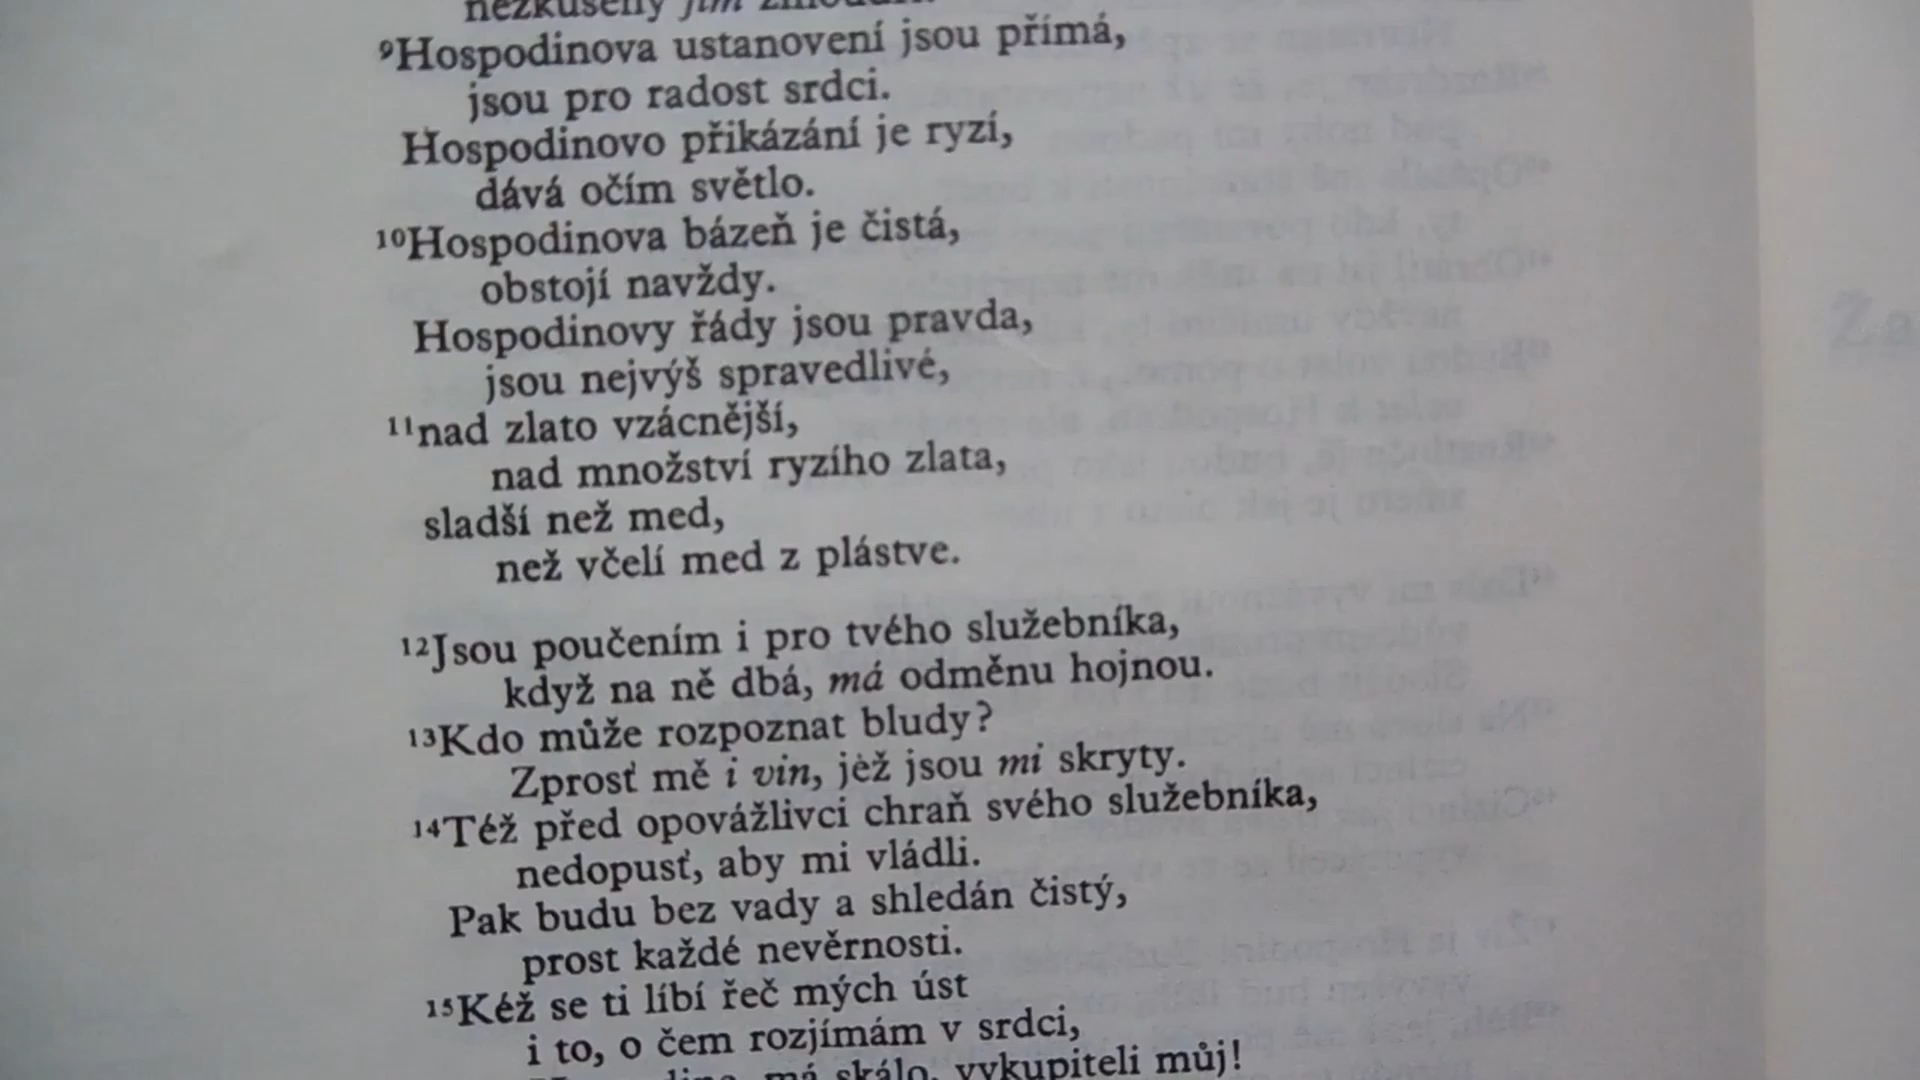 nezkušený jím
⁹Hospodinova ustanovení jsou přímá,
jsou pro radost srdci.
Hospodinovo přikázání je ryzí,
dává očím světlo.
¹⁰Hospodinova bázeň je čistá,
obstojí navždy.
Hospodinovy řády jsou pravda,
jsou nejvýš spravedlivé,
¹¹nad zlato vzácnější,
nad množství ryzího zlata,
sladší než med,
než včelí med z plástve.
¹²Jsou poučením i pro tvého služebníka,
když na ně dbá, má odměnu hojnou.
¹³Kdo může rozpoznat bludy?
Zprosť mě i vin, jež jsou mi skryty.
¹⁴Též před opovážlivci chraň svého služebníka,
nedopusť, aby mi vládli.
Pak budu bez vady a shledán čistý,
prost každé nevěrnosti.
¹⁵Kéž se ti líbí řeč mých úst
i to, o čem rozjímám v srdci,
má skálo, vykupiteli můj!